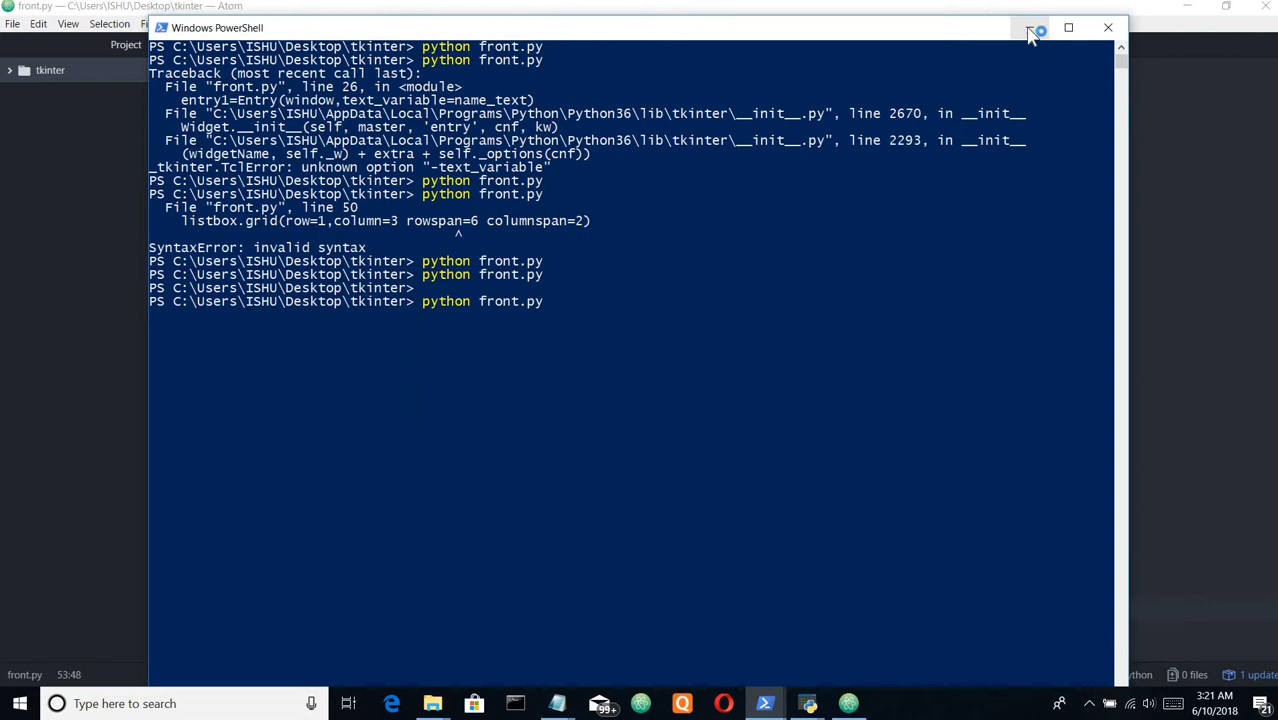 front.py — C:\Users\ISHU\Desktop\tkinter — Atom
File Edit View Selection
Windows PowerShell
Project
tkinter
PS C:\Users\ISHU\Desktop\tkinter> python front.py
PS C:\Users\ISHU\Desktop\tkinter> python front.py
Traceback (most recent call last):
File "front.py", line 26, in <module>
entry1=Entry(window,text_variable=name_text)
File "C:\Users\ISHU\AppData\Local\Programs\Python\Python36\lib\tkinter\__init__.py", line 2670, in __init__
Widget.__init__(self, master, 'entry', cnf, kw)
File "C:\Users\ISHU\AppData\Local\Programs\Python\Python36\lib\tkinter\__init__.py", line 2293, in __init__
(widgetName, self._w) + extra + self._options(cnf))
_tkinter.TclError: unknown option "-text_variable"
PS C:\Users\ISHU\Desktop\tkinter> python front.py
PS C:\Users\ISHU\Desktop\tkinter> python front.py
File "front.py", line 50
listbox.grid(row=1,column=3 rowspan=6 columnspan=2)
^
SyntaxError: invalid syntax
PS C:\Users\ISHU\Desktop\tkinter> python front.py
PS C:\Users\ISHU\Desktop\tkinter> python front.py
PS C:\Users\ISHU\Desktop\tkinter>
PS C:\Users\ISHU\Desktop\tkinter> python front.py
front.py 53:48 0 files 1 update
Type here to search
99+
3:21 AM
6/10/2018
21